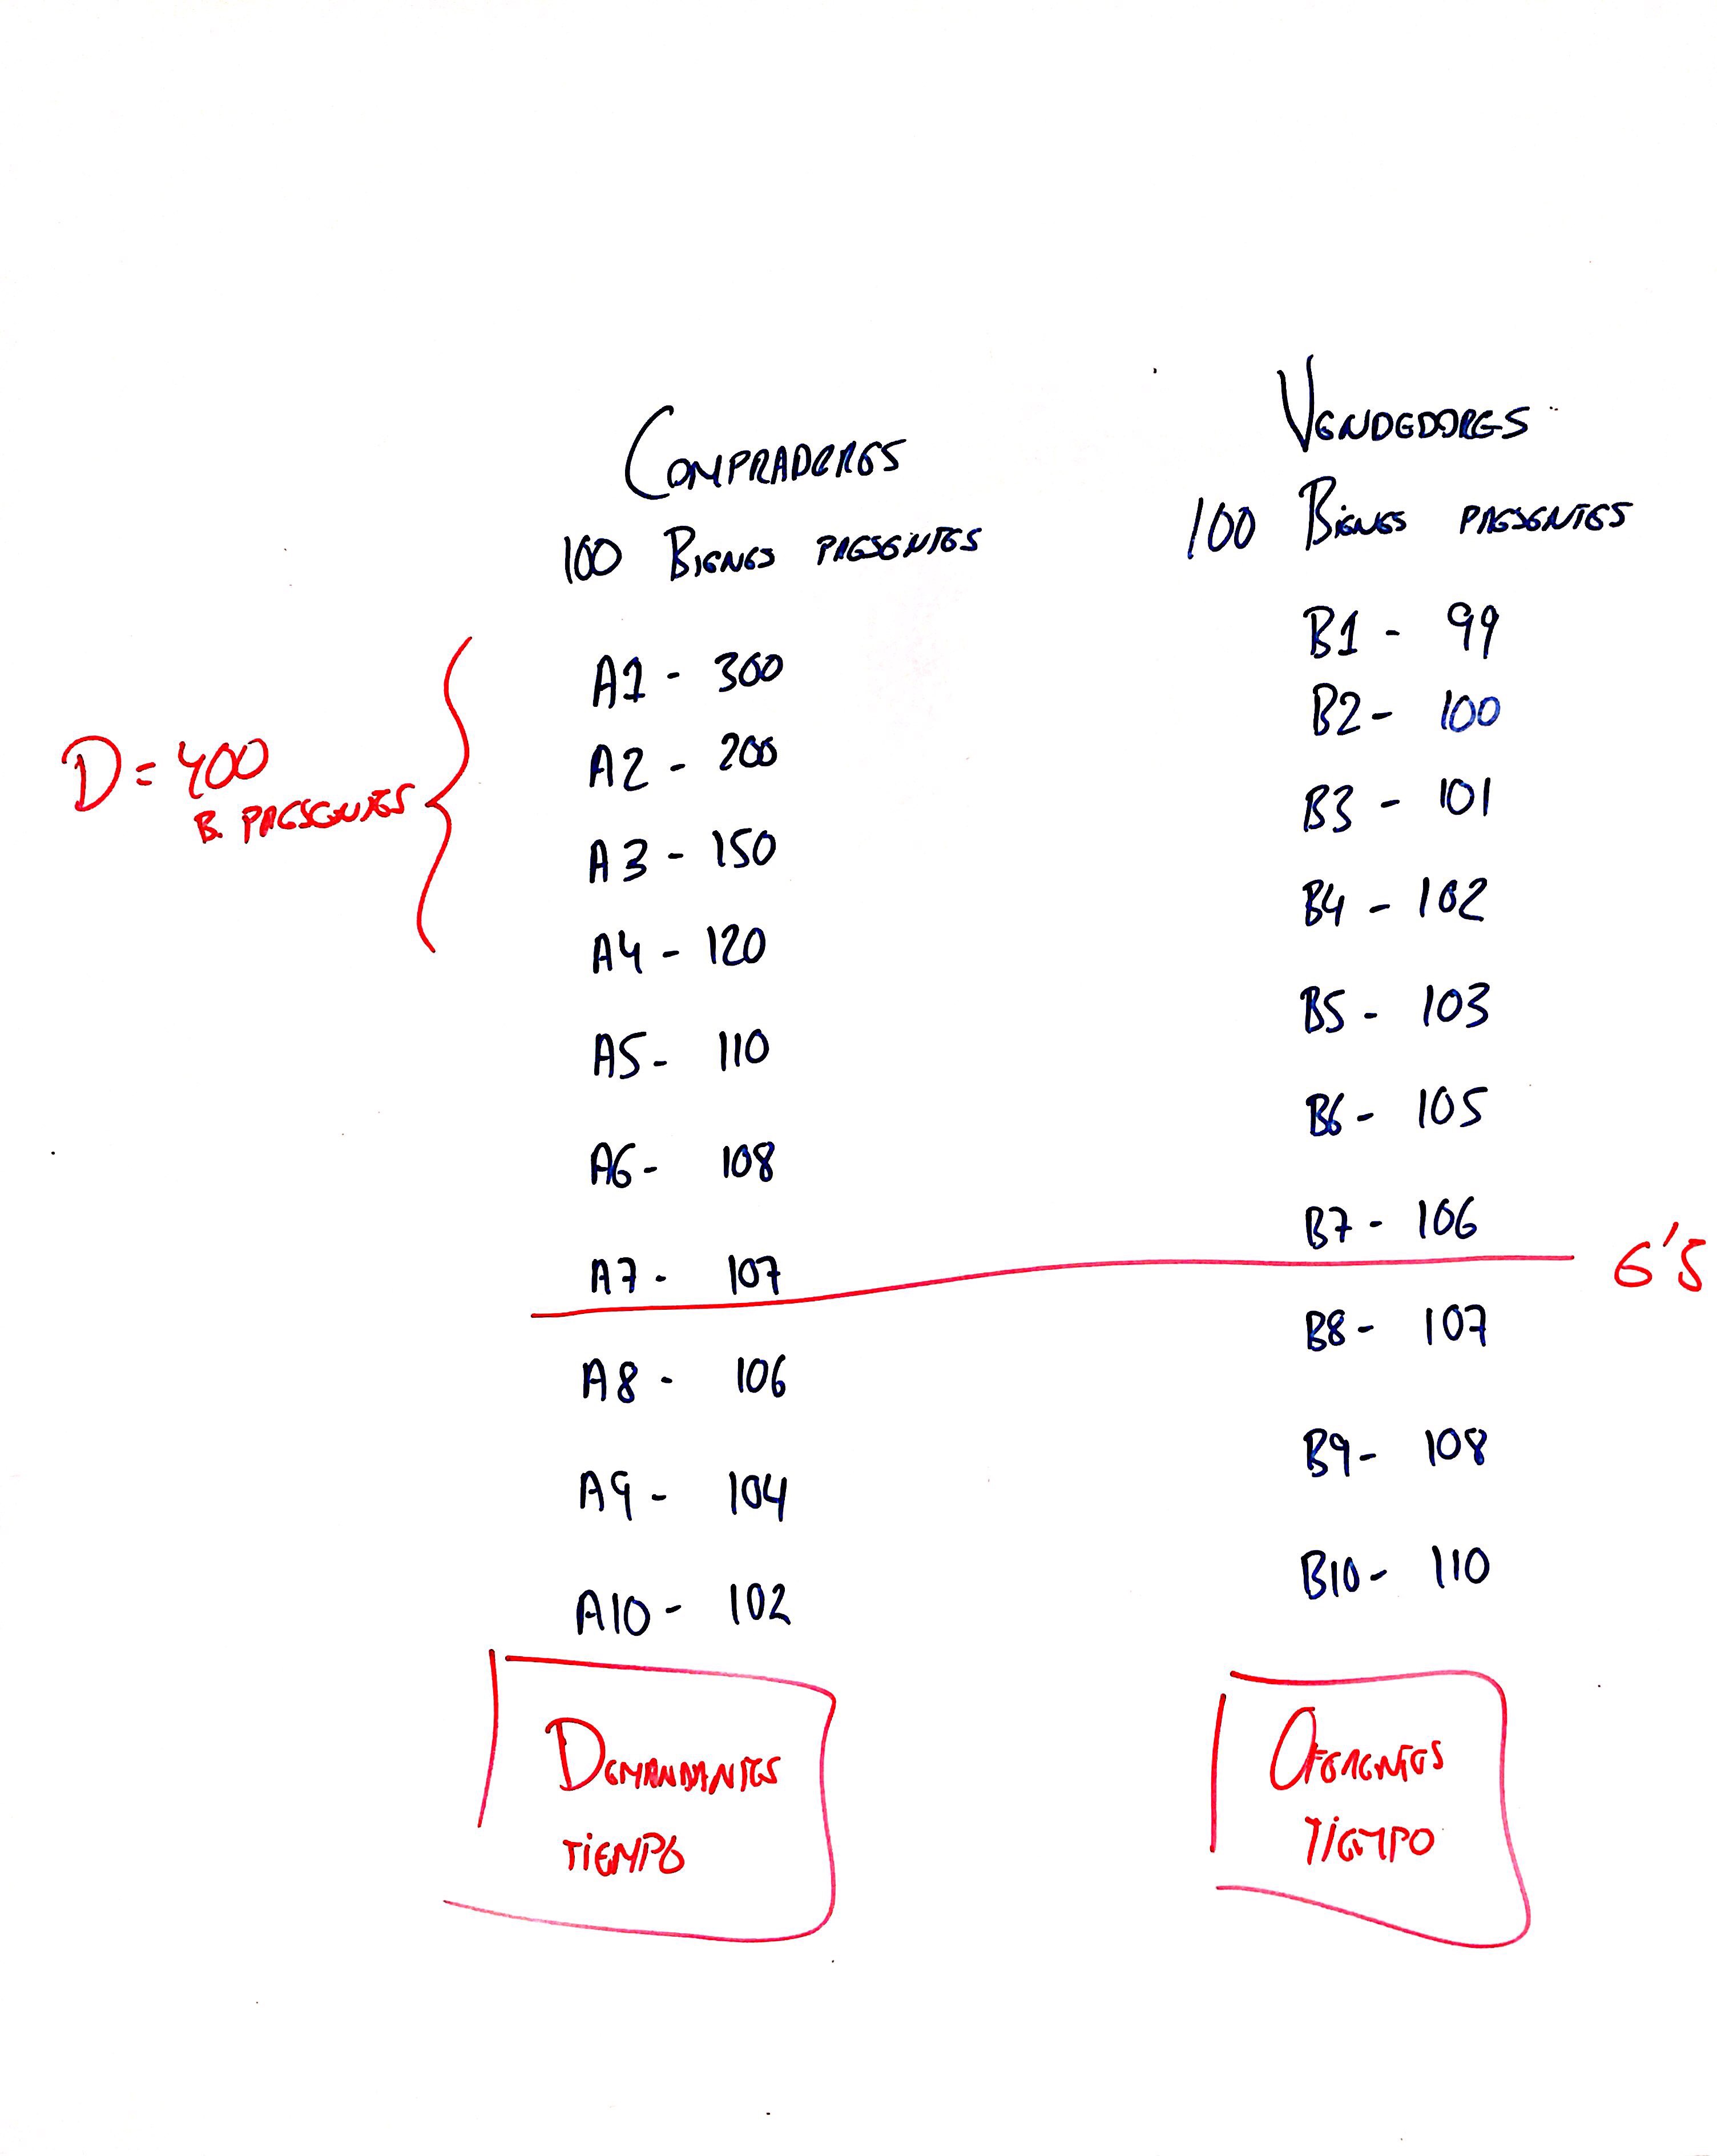 COMPRADORES
100 BIENES PRESENTES
A1 - 300
A2 - 200
A3 - 150
A4 - 120
A5 - 110
A6 - 108
A7 - 107
A8 - 106
A9 - 104
A10 - 102
DEMANDANTES
TIEMPO
D = 400
B. PRESENTES
VENDEDORES
100 BIENES PRESENTES
B1 - 99
B2 - 100
B3 - 101
B4 - 102
B5 - 103
B6 - 105
B7 - 106
B8 - 107
B9 - 108
B10 - 110
OFERENTES
TIEMPO
6'5